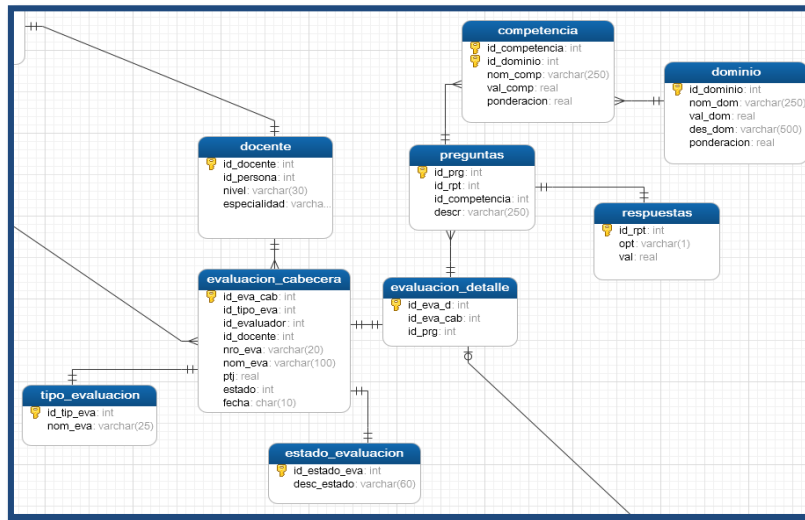 competencia
id_competencia: int
id_dominio: int
nom_comp: varchar(250)
val_comp: real
ponderacion: real
dominio
id_dominio: int
nom_dom: varchar(250)
val_dom: real
des_dom: varchar(500)
ponderacion: real
docente
id_docente: int
id_persona: int
nivel: varchar(30)
especialidad: varcha...
preguntas
id_prg: int
id_rpt: int
id_competencia: int
descr: varchar(250)
respuestas
id_rpt: int
opt: varchar(1)
val: real
evaluacion_cabecera
id_eva_cab: int
id_tipo_eva: int
id_evaluador: int
id_docente: int
nro_eva: varchar(20)
nom_eva: varchar(100)
ptj: real
estado: int
fecha: char(10)
evaluacion_detalle
id_eva_d: int
id_eva_cab: int
id_prg: int
tipo_evaluacion
id_tip_eva: int
nom_eva: varchar(25)
estado_evaluacion
id_estado_eva: int
desc_estado: varchar(60)